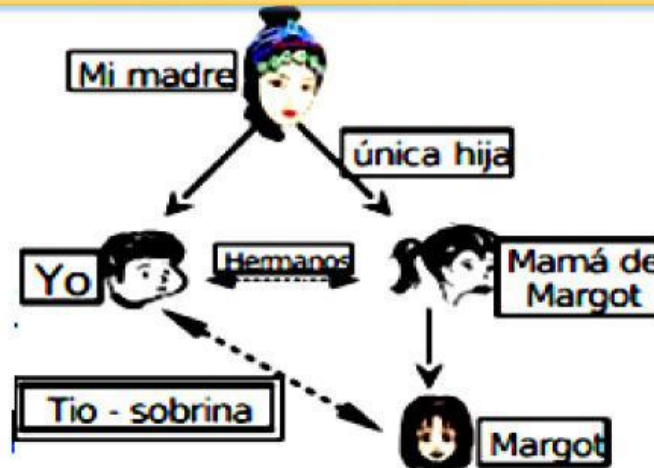 Mi madre
única hija
Yo
Hermanos
Mamá de
Margot
Tio - sobrina
Margot